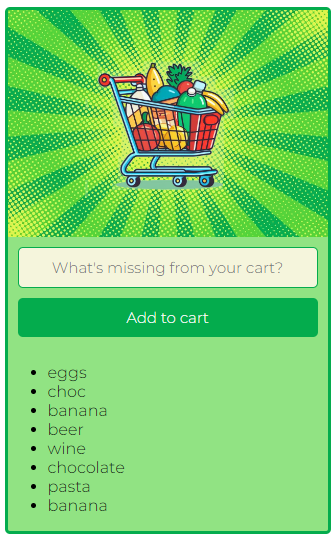 What's missing from your cart?
Add to cart
eggs
choc
banana
beer
wine
chocolate
pasta
banana